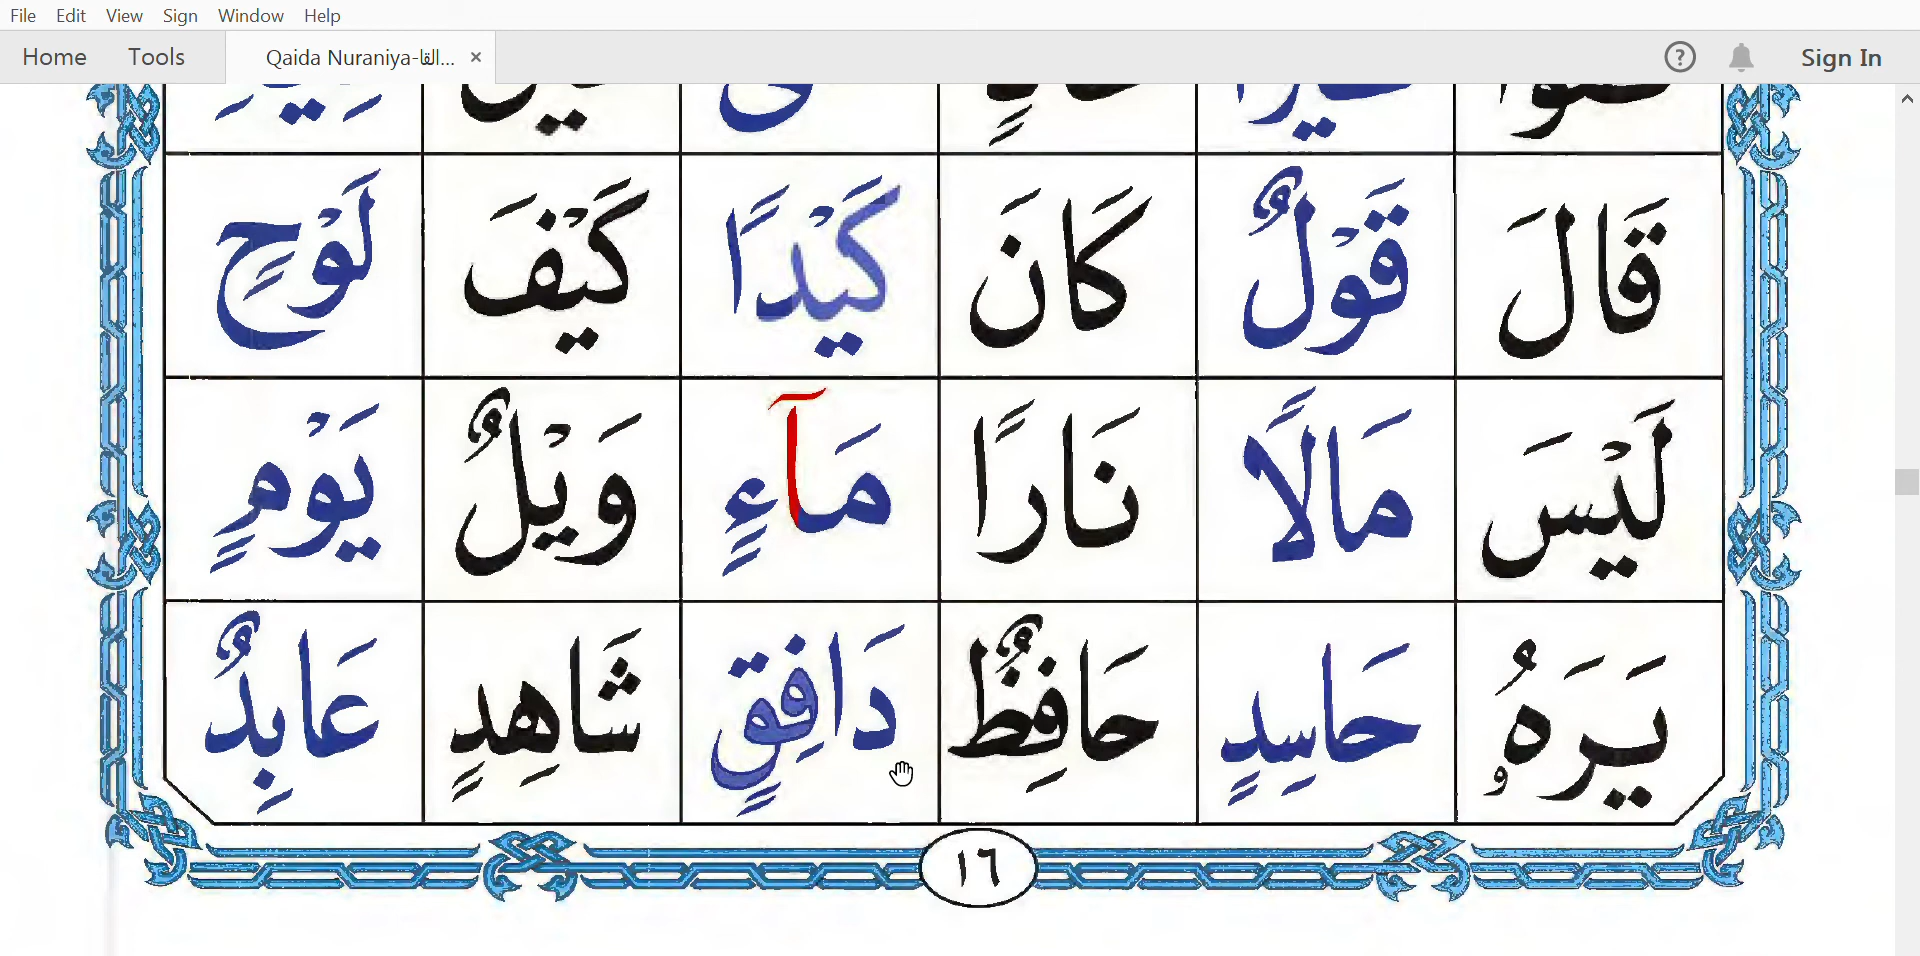 File Edit View Sign Window Help
Home Tools Qaida Nuraniya-القا... × ? Sign In
قَالَ قَوْلٌ كَانَ كَيْدًا كَيْفَ لَوْحٍ
لَيْسَ مَالًا نَارًا مَآءٍ وَيْلٌ يَوْمٍ
يَرَهُۥ حَاسِدٍ حَافِظٌ دَافِقٍ شَاهِدٍ عَابِدٌ
١٦